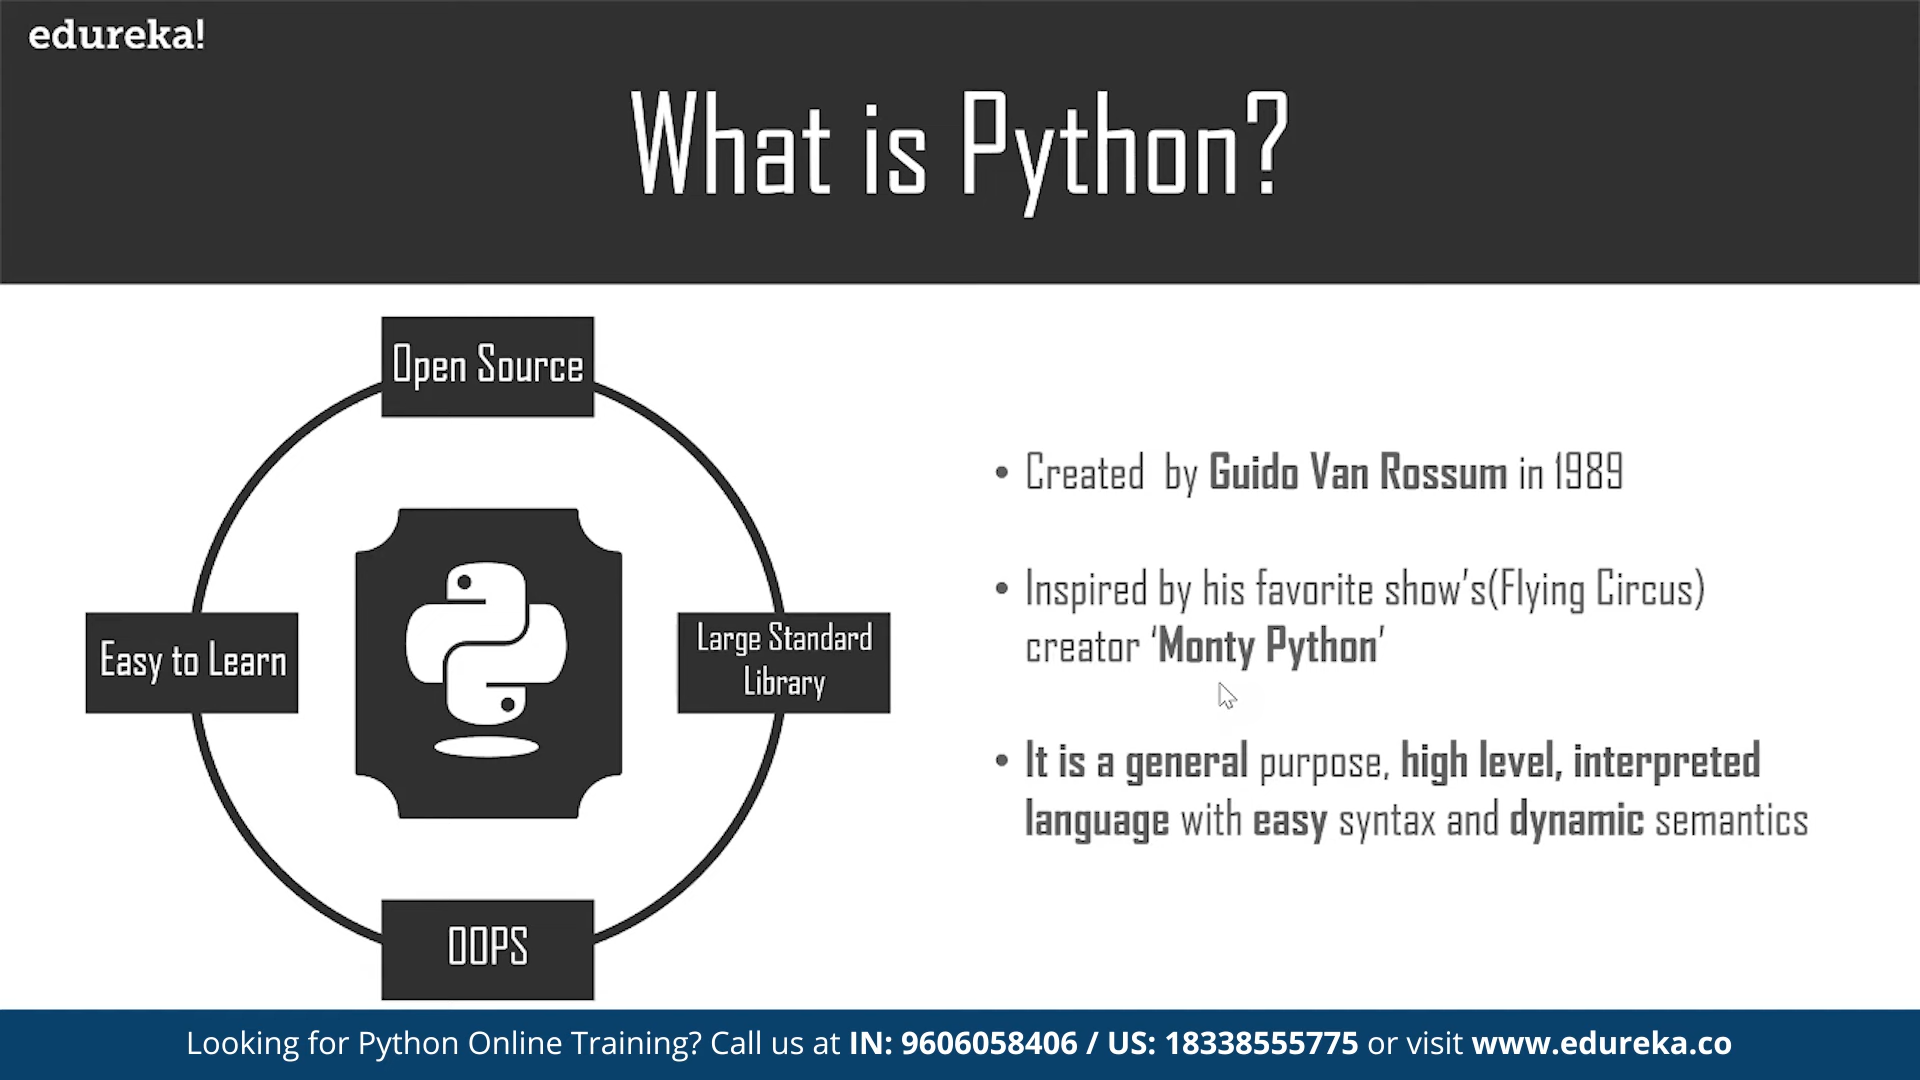 edureka!
What is Python?
Open Source
Easy to Learn
Large Standard
Library
OOPS
• Created by Guido Van Rossum in 1989
• Inspired by his favorite show's(Flying Circus)
creator ‘Monty Python’
• It is a general purpose, high level, interpreted
language with easy syntax and dynamic semantics
Looking for Python Online Training? Call us at IN: 9606058406 / US: 18338555775 or visit www.edureka.co